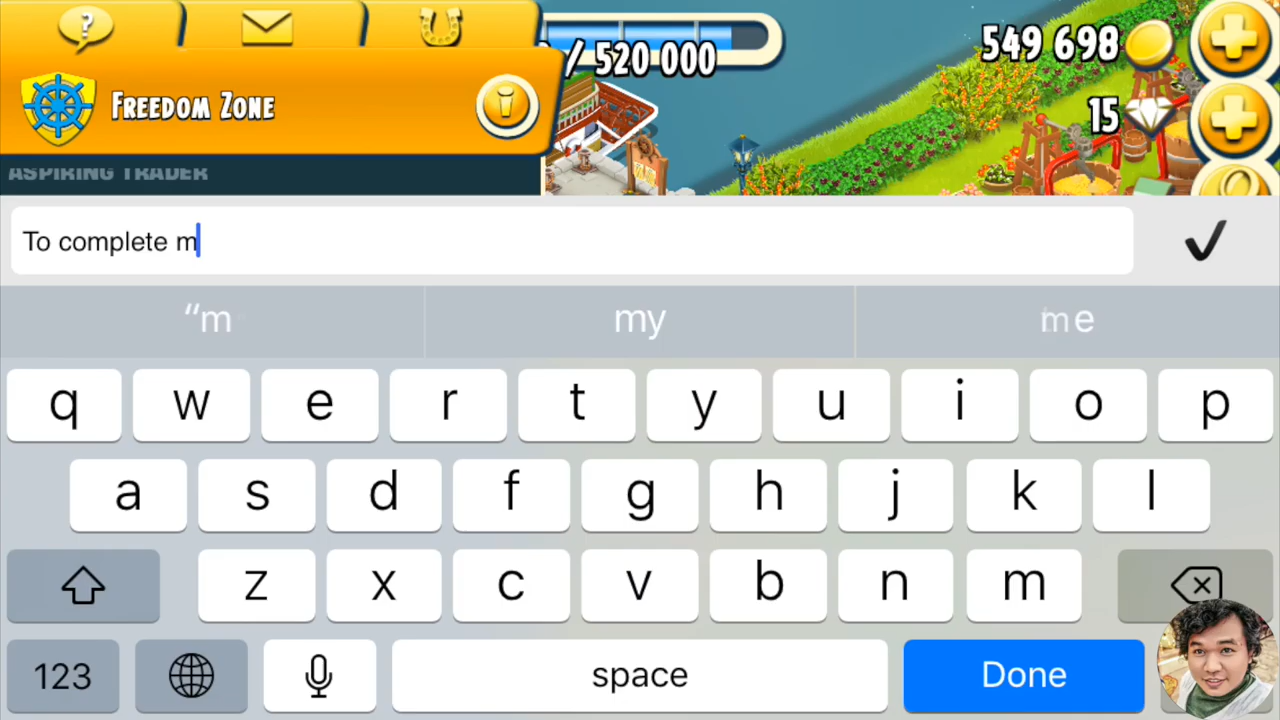 / 520 000
549 698
FREEDOM ZONE
15
ASPIRING TRADER
To complete m
“m
my
me
q w e r t y u i o p
a s d f g h j k l
z x c v b n m
123
space
Done